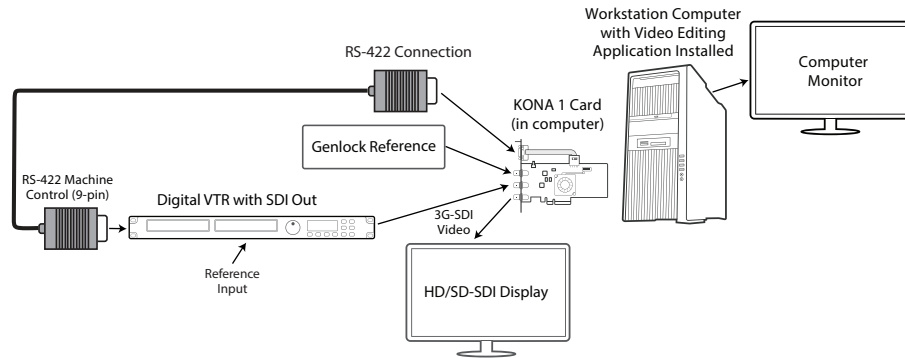 Workstation Computer
with Video Editing
Application Installed
RS-422 Connection
Computer
Monitor
KONA 1 Card
(in computer)
Genlock Reference
RS-422 Machine
Control (9-pin)
Digital VTR with SDI Out
3G-SDI
Video
Reference
Input
HD/SD-SDI Display